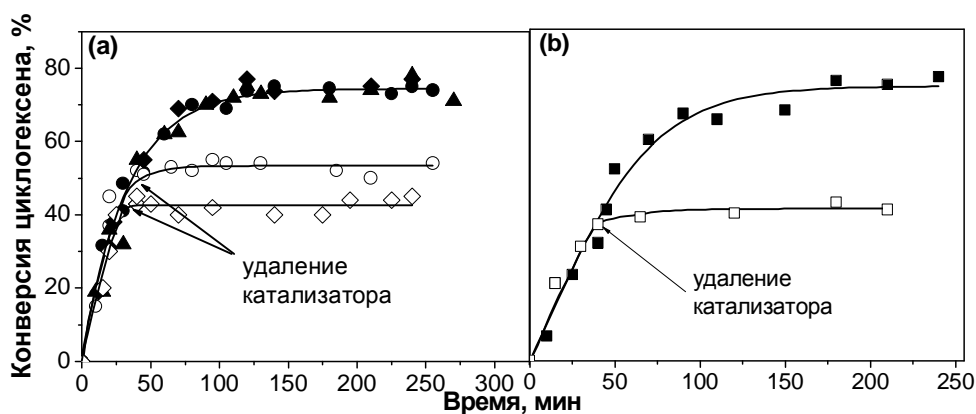 Конверсия циклогексена, %
(a)
80
60
40
20
0
удаление
катализатора
0 50 100 150 200 250 300
(b)
удаление
катализатора
0 50 100 150 200 250
Время, мин